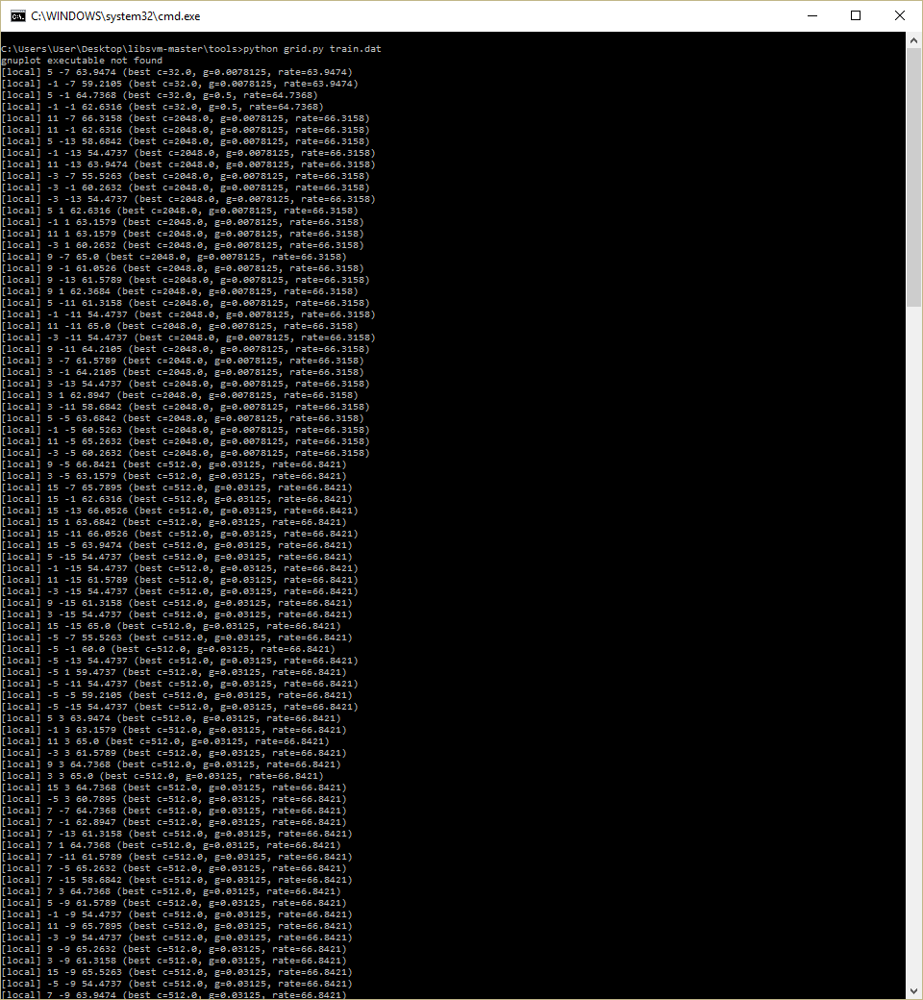 C:\WINDOWS\system32\cmd.exe
C:\Users\User\Desktop\libsvm-master\tools>python grid.py train.dat
gnuplot executable not found
[local] 5 -7 63.9474 (best c=32.0, g=0.0078125, rate=63.9474)
[local] -1 -7 59.2105 (best c=32.0, g=0.0078125, rate=63.9474)
[local] 5 -1 64.7368 (best c=32.0, g=0.5, rate=64.7368)
[local] -1 -1 62.6316 (best c=32.0, g=0.5, rate=64.7368)
[local] 11 -7 66.3158 (best c=2048.0, g=0.0078125, rate=66.3158)
[local] 11 -1 62.6316 (best c=2048.0, g=0.0078125, rate=66.3158)
[local] 5 -13 58.6842 (best c=2048.0, g=0.0078125, rate=66.3158)
[local] -1 -13 54.4737 (best c=2048.0, g=0.0078125, rate=66.3158)
[local] 11 -13 63.9474 (best c=2048.0, g=0.0078125, rate=66.3158)
[local] -3 -7 55.5263 (best c=2048.0, g=0.0078125, rate=66.3158)
[local] -3 -1 60.2632 (best c=2048.0, g=0.0078125, rate=66.3158)
[local] -3 -13 54.4737 (best c=2048.0, g=0.0078125, rate=66.3158)
[local] 5 1 62.6316 (best c=2048.0, g=0.0078125, rate=66.3158)
[local] -1 1 63.1579 (best c=2048.0, g=0.0078125, rate=66.3158)
[local] 11 1 63.1579 (best c=2048.0, g=0.0078125, rate=66.3158)
[local] -3 1 60.2632 (best c=2048.0, g=0.0078125, rate=66.3158)
[local] 9 -7 65.0 (best c=2048.0, g=0.0078125, rate=66.3158)
[local] 9 -1 61.0526 (best c=2048.0, g=0.0078125, rate=66.3158)
[local] 9 -13 61.5789 (best c=2048.0, g=0.0078125, rate=66.3158)
[local] 9 1 62.3684 (best c=2048.0, g=0.0078125, rate=66.3158)
[local] 5 -11 61.3158 (best c=2048.0, g=0.0078125, rate=66.3158)
[local] -1 -11 54.4737 (best c=2048.0, g=0.0078125, rate=66.3158)
[local] 11 -11 65.0 (best c=2048.0, g=0.0078125, rate=66.3158)
[local] -3 -11 54.4737 (best c=2048.0, g=0.0078125, rate=66.3158)
[local] 9 -11 64.2105 (best c=2048.0, g=0.0078125, rate=66.3158)
[local] 3 -7 61.5789 (best c=2048.0, g=0.0078125, rate=66.3158)
[local] 3 -1 64.2105 (best c=2048.0, g=0.0078125, rate=66.3158)
[local] 3 -13 54.4737 (best c=2048.0, g=0.0078125, rate=66.3158)
[local] 3 1 62.8947 (best c=2048.0, g=0.0078125, rate=66.3158)
[local] 3 -11 58.6842 (best c=2048.0, g=0.0078125, rate=66.3158)
[local] 5 -5 63.6842 (best c=2048.0, g=0.0078125, rate=66.3158)
[local] -1 -5 60.5263 (best c=2048.0, g=0.0078125, rate=66.3158)
[local] 11 -5 65.2632 (best c=2048.0, g=0.0078125, rate=66.3158)
[local] -3 -5 60.2632 (best c=2048.0, g=0.0078125, rate=66.3158)
[local] 9 -5 66.8421 (best c=512.0, g=0.03125, rate=66.8421)
[local] 3 -5 63.1579 (best c=512.0, g=0.03125, rate=66.8421)
[local] 15 -7 65.7895 (best c=512.0, g=0.03125, rate=66.8421)
[local] 15 -1 62.6316 (best c=512.0, g=0.03125, rate=66.8421)
[local] 15 -13 66.0526 (best c=512.0, g=0.03125, rate=66.8421)
[local] 15 1 63.6842 (best c=512.0, g=0.03125, rate=66.8421)
[local] 15 -11 66.0526 (best c=512.0, g=0.03125, rate=66.8421)
[local] 15 -5 63.9474 (best c=512.0, g=0.03125, rate=66.8421)
[local] 5 -15 54.4737 (best c=512.0, g=0.03125, rate=66.8421)
[local] -1 -15 54.4737 (best c=512.0, g=0.03125, rate=66.8421)
[local] 11 -15 61.5789 (best c=512.0, g=0.03125, rate=66.8421)
[local] -3 -15 54.4737 (best c=512.0, g=0.03125, rate=66.8421)
[local] 9 -15 61.3158 (best c=512.0, g=0.03125, rate=66.8421)
[local] 3 -15 54.4737 (best c=512.0, g=0.03125, rate=66.8421)
[local] 15 -15 65.0 (best c=512.0, g=0.03125, rate=66.8421)
[local] -5 -7 55.5263 (best c=512.0, g=0.03125, rate=66.8421)
[local] -5 -1 60.0 (best c=512.0, g=0.03125, rate=66.8421)
[local] -5 -13 54.4737 (best c=512.0, g=0.03125, rate=66.8421)
[local] -5 1 59.4737 (best c=512.0, g=0.03125, rate=66.8421)
[local] -5 -11 54.4737 (best c=512.0, g=0.03125, rate=66.8421)
[local] -5 -5 59.2105 (best c=512.0, g=0.03125, rate=66.8421)
[local] -5 -15 54.4737 (best c=512.0, g=0.03125, rate=66.8421)
[local] 5 3 63.9474 (best c=512.0, g=0.03125, rate=66.8421)
[local] -1 3 63.1579 (best c=512.0, g=0.03125, rate=66.8421)
[local] 11 3 65.0 (best c=512.0, g=0.03125, rate=66.8421)
[local] -3 3 61.5789 (best c=512.0, g=0.03125, rate=66.8421)
[local] 9 3 64.7368 (best c=512.0, g=0.03125, rate=66.8421)
[local] 3 3 65.0 (best c=512.0, g=0.03125, rate=66.8421)
[local] 15 3 64.7368 (best c=512.0, g=0.03125, rate=66.8421)
[local] -5 3 60.7895 (best c=512.0, g=0.03125, rate=66.8421)
[local] 7 -7 64.7368 (best c=512.0, g=0.03125, rate=66.8421)
[local] 7 -1 62.8947 (best c=512.0, g=0.03125, rate=66.8421)
[local] 7 -13 61.3158 (best c=512.0, g=0.03125, rate=66.8421)
[local] 7 1 64.7368 (best c=512.0, g=0.03125, rate=66.8421)
[local] 7 -11 61.5789 (best c=512.0, g=0.03125, rate=66.8421)
[local] 7 -5 65.2632 (best c=512.0, g=0.03125, rate=66.8421)
[local] 7 -15 58.6842 (best c=512.0, g=0.03125, rate=66.8421)
[local] 7 3 64.7368 (best c=512.0, g=0.03125, rate=66.8421)
[local] 5 -9 61.5789 (best c=512.0, g=0.03125, rate=66.8421)
[local] -1 -9 54.4737 (best c=512.0, g=0.03125, rate=66.8421)
[local] 11 -9 65.7895 (best c=512.0, g=0.03125, rate=66.8421)
[local] -3 -9 54.4737 (best c=512.0, g=0.03125, rate=66.8421)
[local] 9 -9 65.2632 (best c=512.0, g=0.03125, rate=66.8421)
[local] 3 -9 61.3158 (best c=512.0, g=0.03125, rate=66.8421)
[local] 15 -9 65.5263 (best c=512.0, g=0.03125, rate=66.8421)
[local] -5 -9 54.4737 (best c=512.0, g=0.03125, rate=66.8421)
[local] 7 -9 63.9474 (best c=512.0, g=0.03125, rate=66.8421)